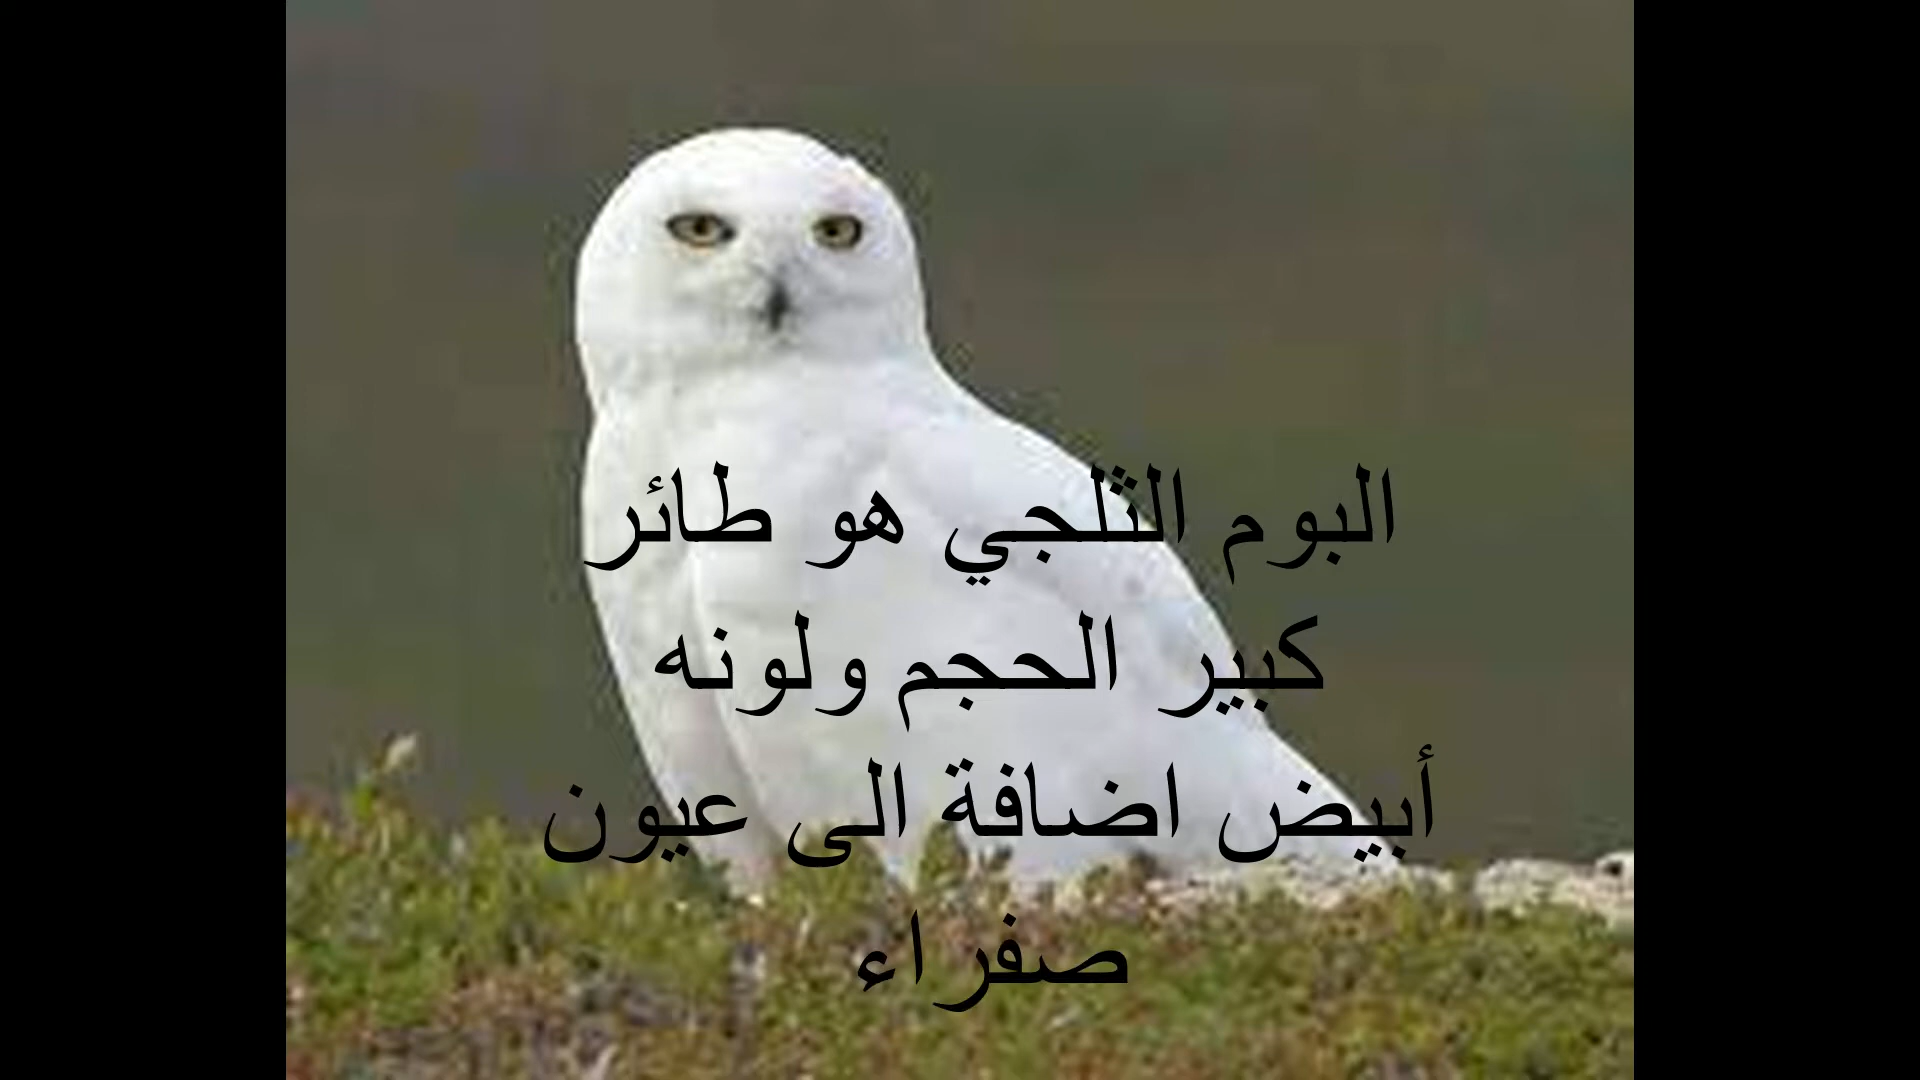 البوم الثلجي هو طائر
كبير الحجم ولونه
أبيض اضافة الى عيون
صفراء